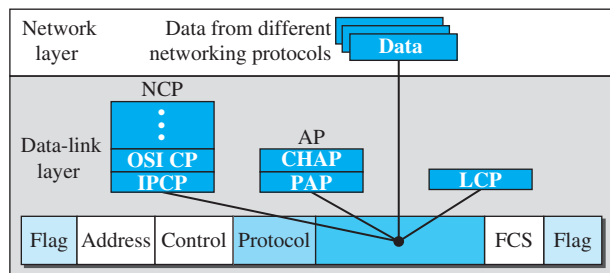 Network
layer
Data from different
networking protocols
Data
NCP
OSI CP
IPCP
AP
CHAP
PAP
LCP
Data-link
layer
Flag Address Control Protocol FCS Flag